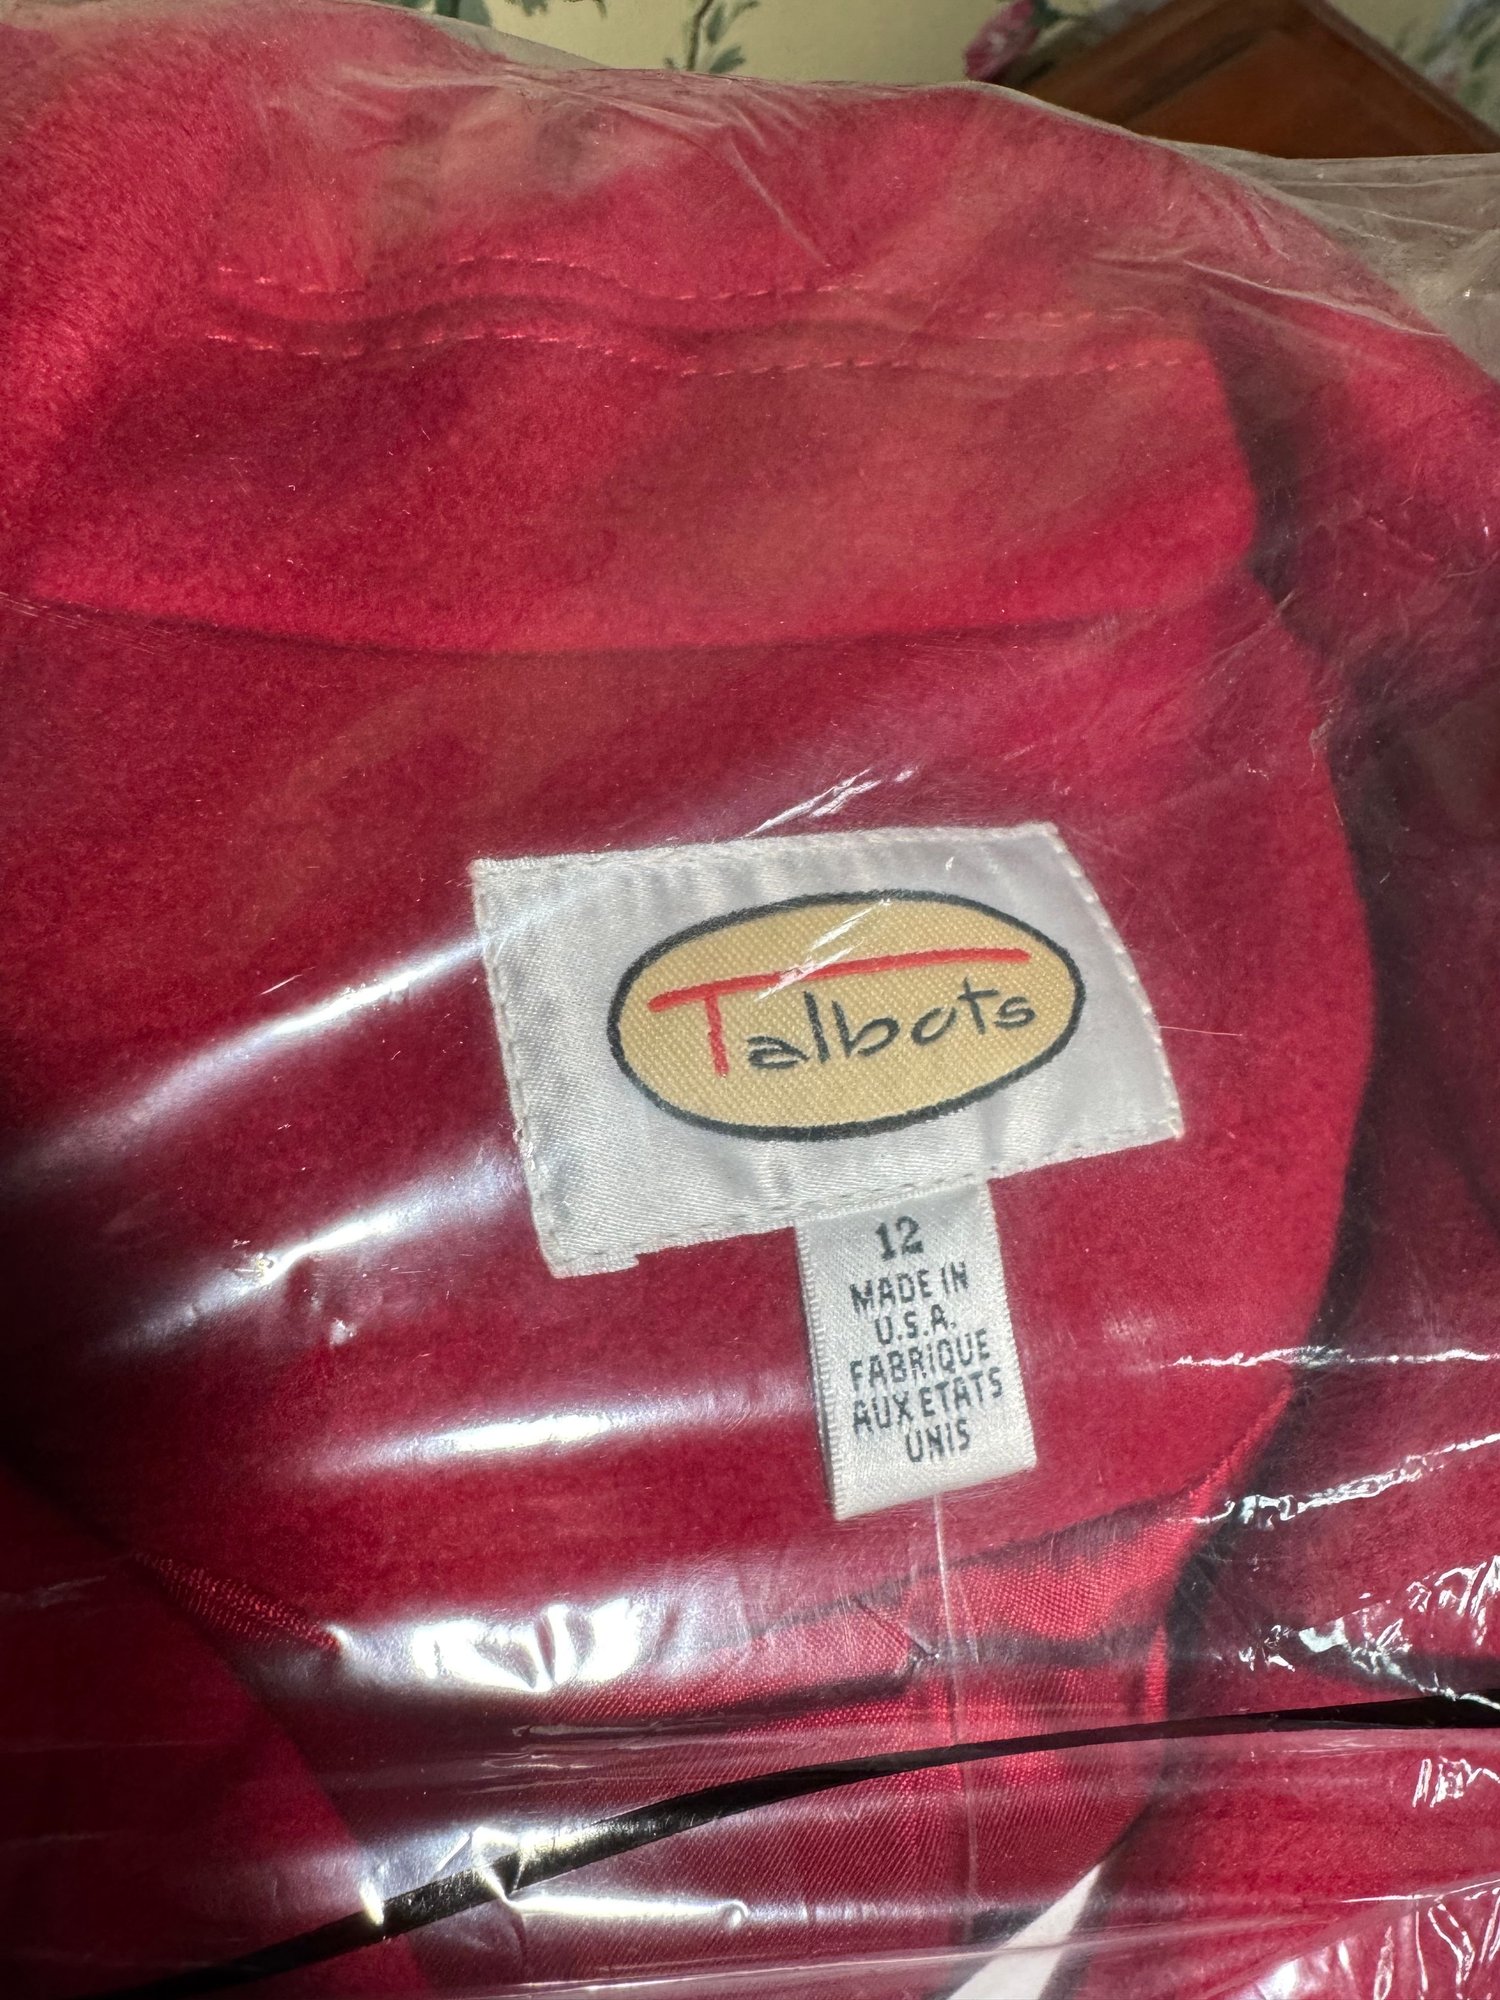 Talbots
12
MADE IN
U.S.A.
FABRIQUE
AUX ETATS
UNIS